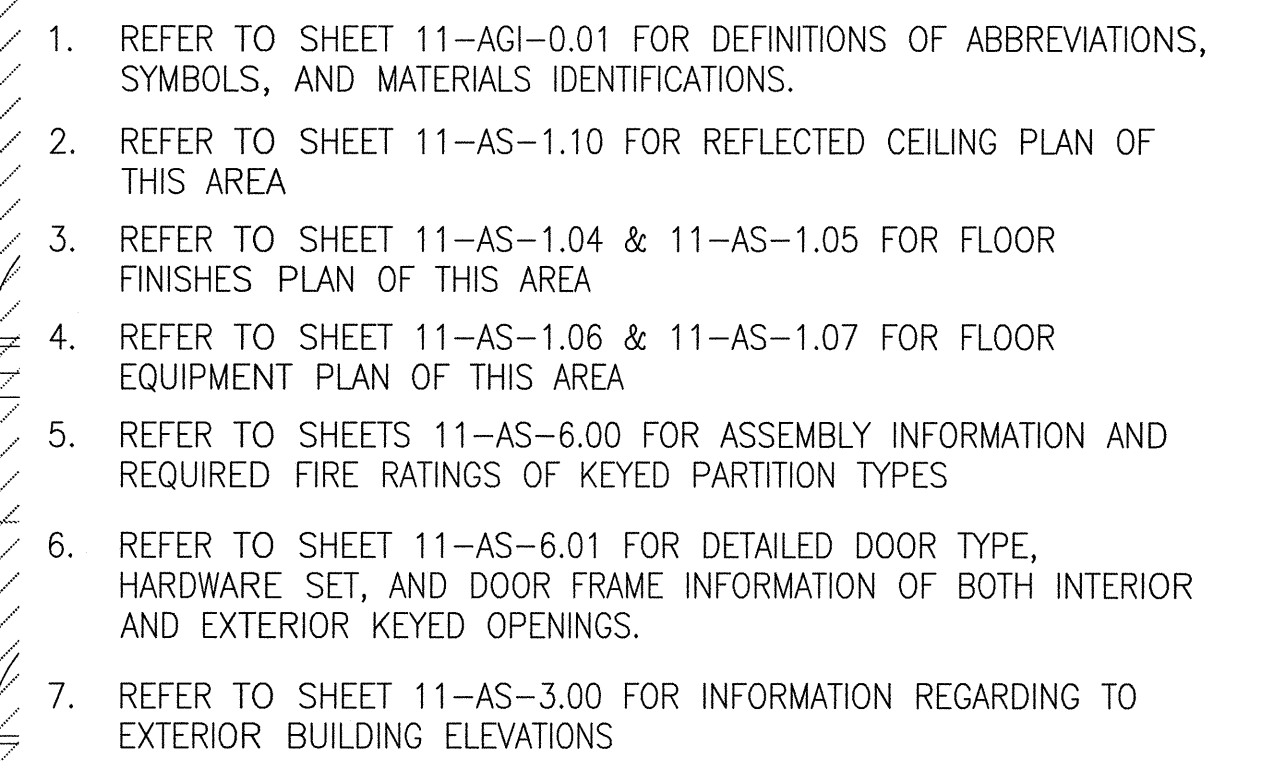 1. REFER TO SHEET 11-AGI-0.01 FOR DEFINITIONS OF ABBREVIATIONS,
SYMBOLS, AND MATERIALS IDENTIFICATIONS.
2. REFER TO SHEET 11-AS-1.10 FOR REFLECTED CEILING PLAN OF
THIS AREA
3. REFER TO SHEET 11-AS-1.04 & 11-AS-1.05 FOR FLOOR
FINISHES PLAN OF THIS AREA
4. REFER TO SHEET 11-AS-1.06 & 11-AS-1.07 FOR FLOOR
EQUIPMENT PLAN OF THIS AREA
5. REFER TO SHEETS 11-AS-6.00 FOR ASSEMBLY INFORMATION AND
REQUIRED FIRE RATINGS OF KEYED PARTITION TYPES
6. REFER TO SHEET 11-AS-6.01 FOR DETAILED DOOR TYPE,
HARDWARE SET, AND DOOR FRAME INFORMATION OF BOTH INTERIOR
AND EXTERIOR KEYED OPENINGS.
7. REFER TO SHEET 11-AS-3.00 FOR INFORMATION REGARDING TO
EXTERIOR BUILDING ELEVATIONS